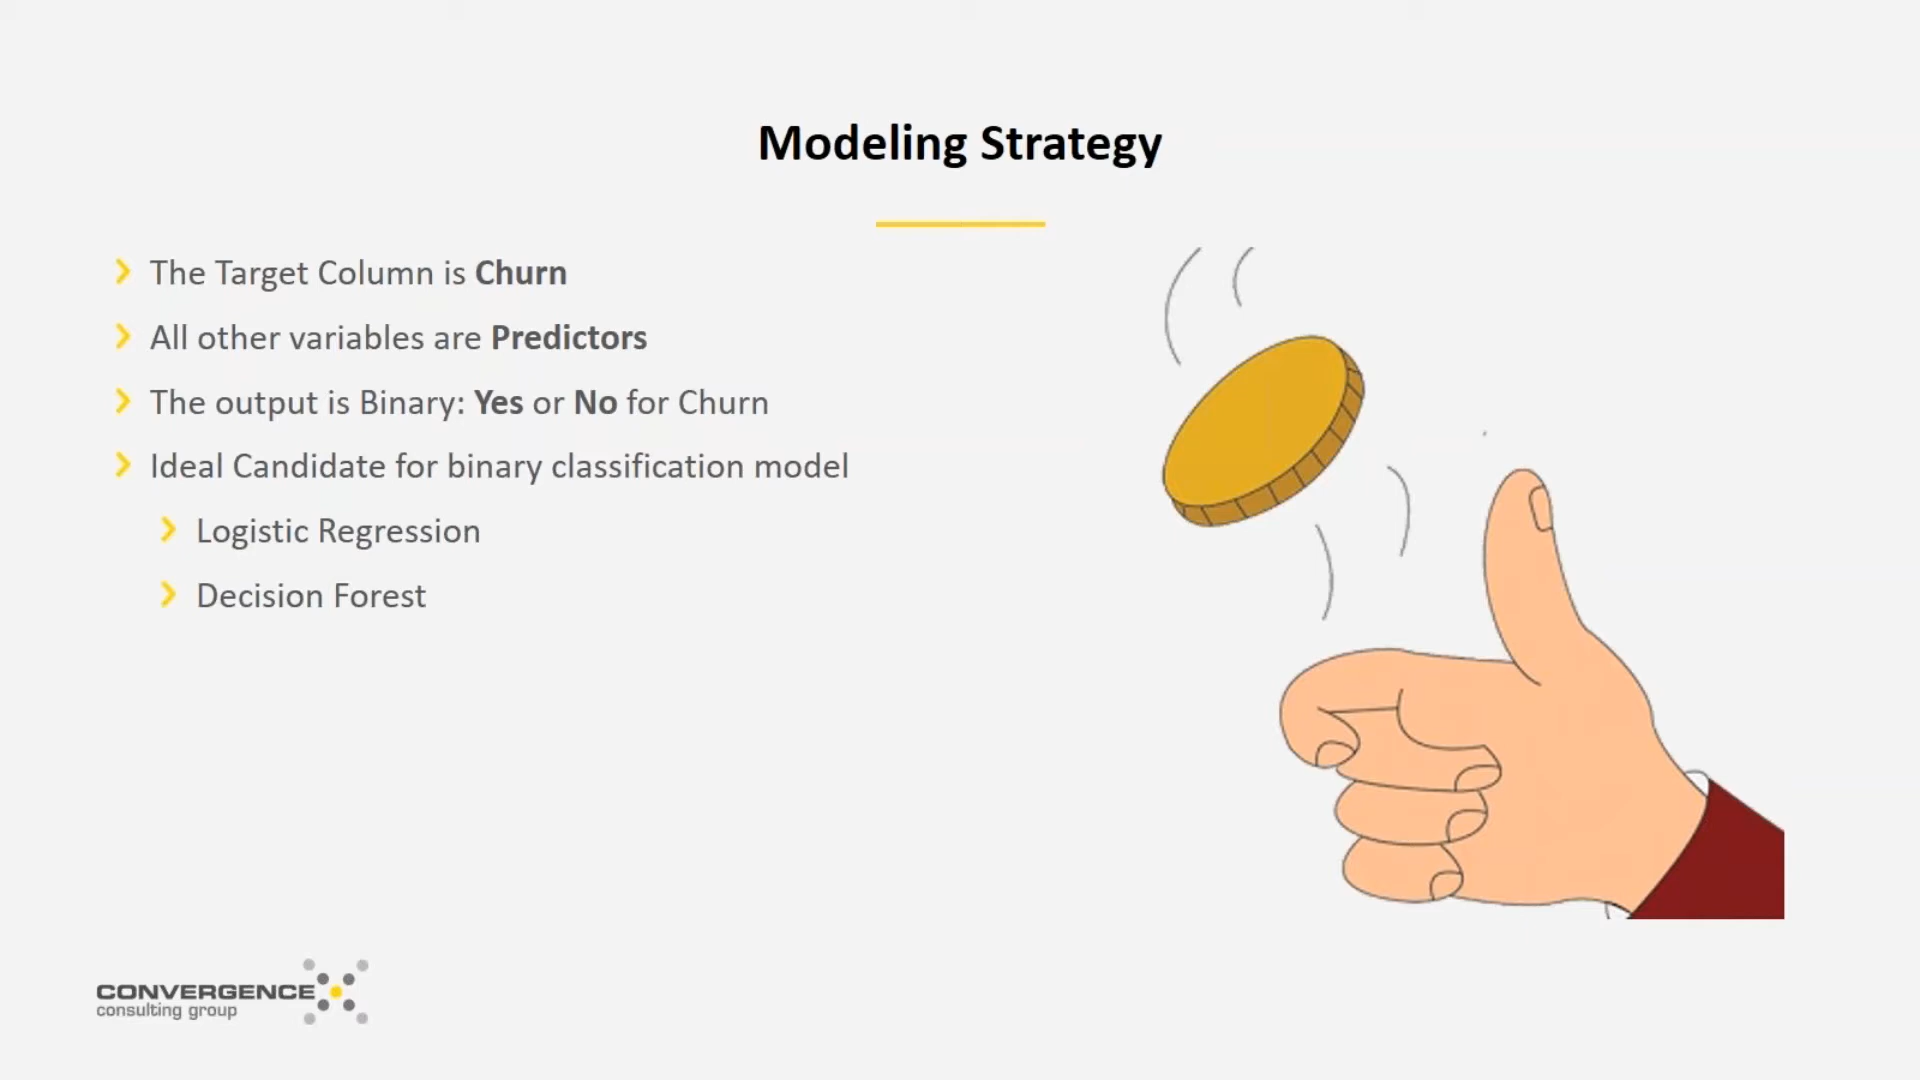 Modeling Strategy
The Target Column is Churn
All other variables are Predictors
The output is Binary: Yes or No for Churn
Ideal Candidate for binary classification model
Logistic Regression
Decision Forest
CONVERGENCE
consulting group